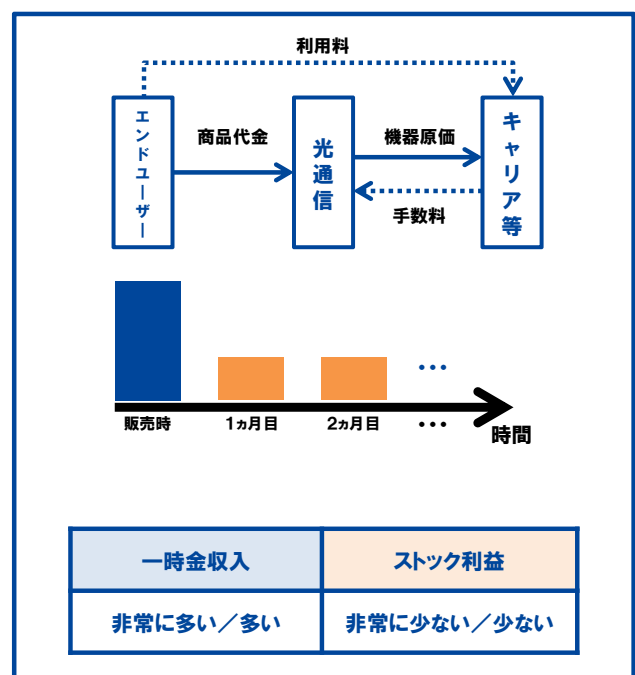 利用料
エンドユーザー
商品代金
光通信
機器原価
手数料
キャリア等
…
販売時
1ヵ月目
2ヵ月目
…
時間
一時金収入
ストック利益
非常に多い／多い
非常に少ない／少ない